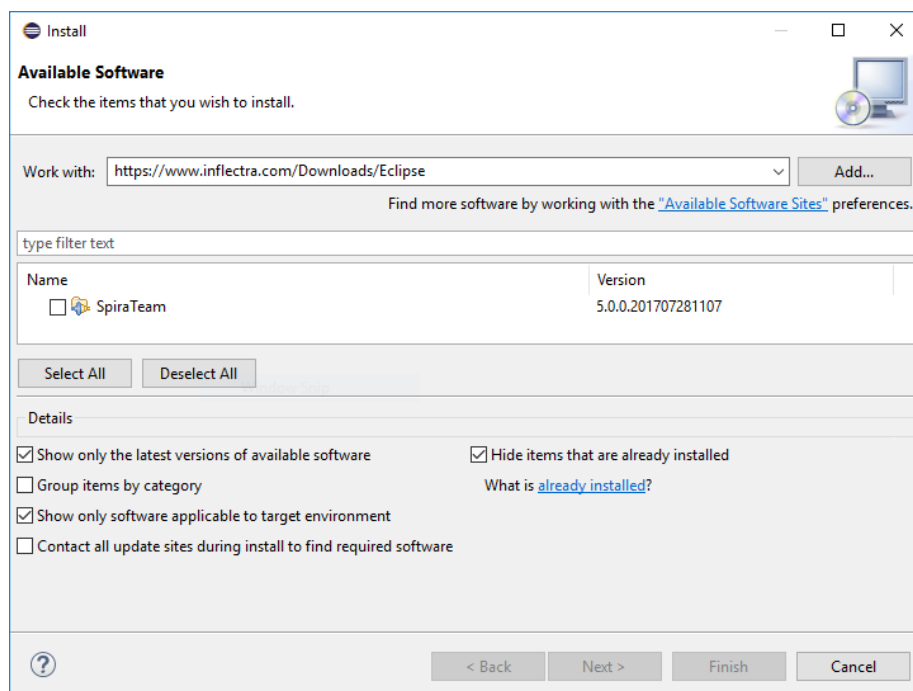 Install
Available Software
Check the items that you wish to install.
Work with: https://www.inflectra.com/Downloads/Eclipse Add...
Find more software by working with the "Available Software Sites" preferences.
type filter text
Name Version
SpiraTeam 5.0.0.201707281107
Select All Deselect All
Window Snip
Details
Show only the latest versions of available software Hide items that are already installed
Group items by category What is already installed?
Show only software applicable to target environment
Contact all update sites during install to find required software
? < Back Next > Finish Cancel